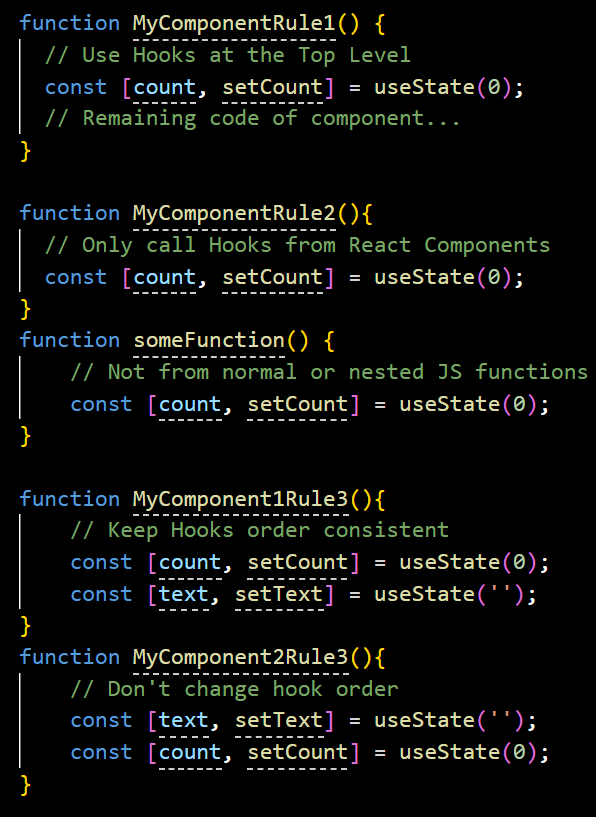 function MyComponentRule1() {
// Use Hooks at the Top Level
const [count, setCount] = useState(0);
// Remaining code of component...
}
function MyComponentRule2(){
// Only call Hooks from React Components
const [count, setCount] = useState(0);
}
function someFunction() {
// Not from normal or nested JS functions
const [count, setCount] = useState(0);
}
function MyComponent1Rule3(){
// Keep Hooks order consistent
const [count, setCount] = useState(0);
const [text, setText] = useState('');
}
function MyComponent2Rule3(){
// Don't change hook order
const [text, setText] = useState('');
const [count, setCount] = useState(0);
}